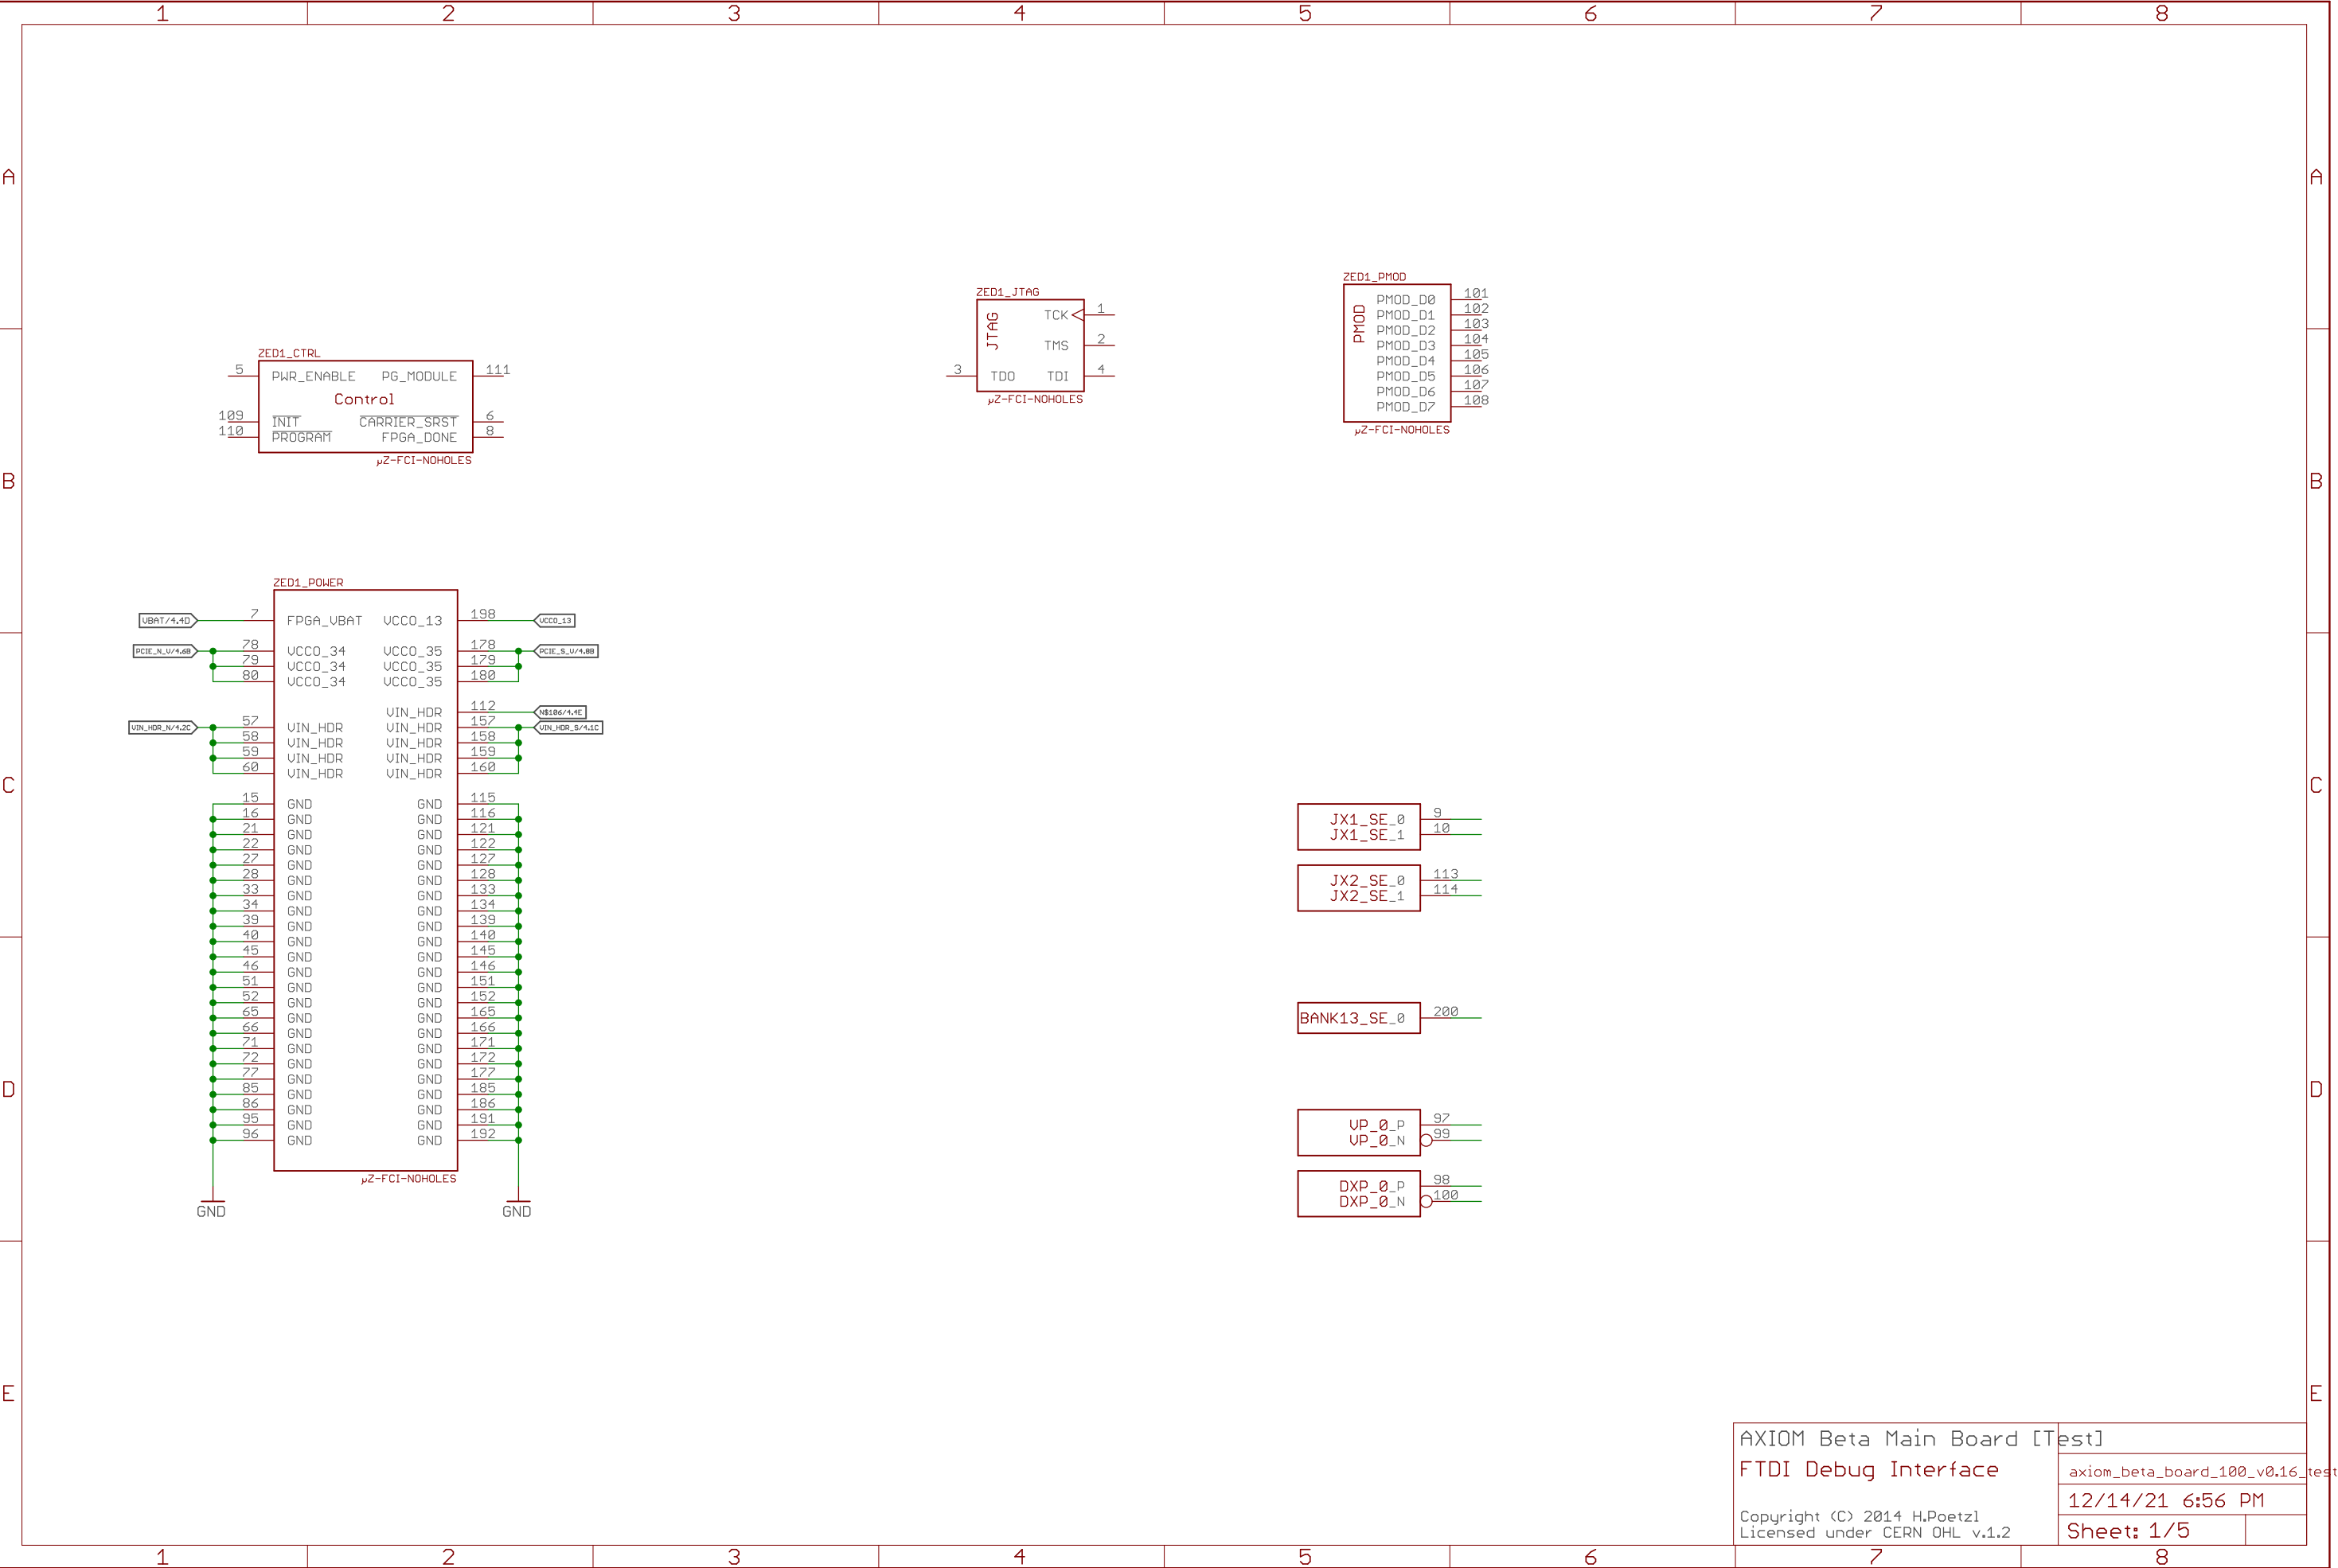 1 2 3 4 5 6 7 8
A A
ZED1_PMOD
101
PMOD_D0
102
PMOD_D1
103
PMOD_D2
104
PMOD_D3
105
PMOD_D4
106
PMOD_D5
107
PMOD_D6
108
PMOD_D7
PMOD
µZ-FCI-NOHOLES
ZED1_JTAG
JTAG
TCK 1
TMS 2
3 TDO TDI 4
µZ-FCI-NOHOLES
ZED1_CTRL
5 PWR_ENABLE PG_MODULE 111
Control
109 INIT CARRIER_SRST 6
110 PROGRAM FPGA_DONE 8
µZ-FCI-NOHOLES
B B
ZED1_POWER
VBAT/4.4D 7 FPGA_VBAT VCCO_13 198 VCCO_13
PCIE_N_V/4.6B 78 VCCO_34 VCCO_35 178 PCIE_S_V/4.8B
79 VCCO_34 VCCO_35 179
80 VCCO_34 VCCO_35 180
VIN_HDR 112 N$106/4.4E
VIN_HDR_N/4.2C 57 VIN_HDR VIN_HDR 157 VIN_HDR_S/4.1C
58 VIN_HDR VIN_HDR 158
59 VIN_HDR VIN_HDR 159
60 VIN_HDR VIN_HDR 160
15 GND GND 115
16 GND GND 116
21 GND GND 121
22 GND GND 122
27 GND GND 127
28 GND GND 128
33 GND GND 133
34 GND GND 134
39 GND GND 139
40 GND GND 140
45 GND GND 145
46 GND GND 146
51 GND GND 151
52 GND GND 152
65 GND GND 165
66 GND GND 166
71 GND GND 171
72 GND GND 172
77 GND GND 177
85 GND GND 185
86 GND GND 186
95 GND GND 191
96 GND GND 192
µZ-FCI-NOHOLES
GND GND
C C
JX1_SE_0 9
JX1_SE_1 10
JX2_SE_0 113
JX2_SE_1 114
BANK13_SE_0 200
D D
VP_0_P 97
VP_0_N 99
DXP_0_P 98
DXP_0_N 100
E E
AXIOM Beta Main Board [Test]
FTDI Debug Interface
axiom_beta_board_100_v0.16_test
12/14/21 6:56 PM
Copyright (C) 2014 H.Poetzl
Licensed under CERN OHL v.1.2
Sheet: 1/5
1 2 3 4 5 6 7 8